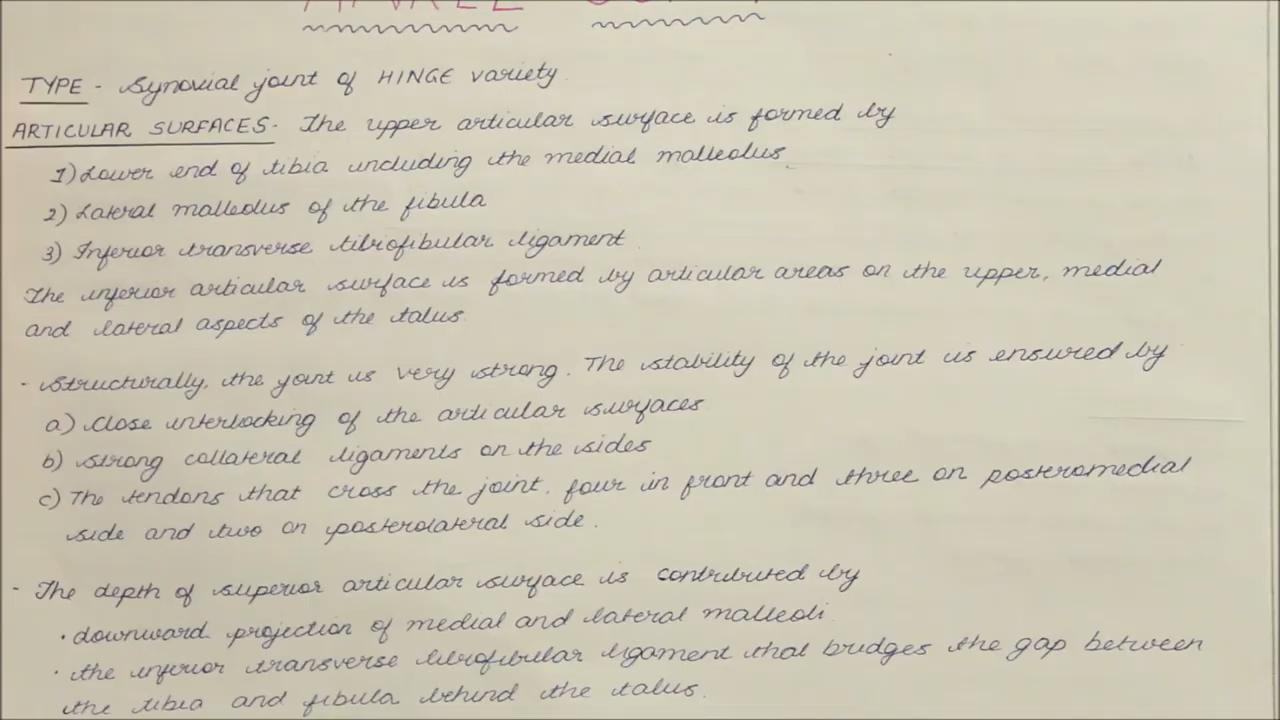 ANKLE JOINT
TYPE - Synovial joint of HINGE variety.
ARTICULAR SURFACES - The upper articular surface is formed by
1) Lower end of tibia including the medial malleolus.
2) Lateral malleolus of the fibula
3) Inferior transverse tibiofibular ligament.
The inferior articular surface is formed by articular areas on the upper, medial
and lateral aspects of the talus.
- Structurally, the joint is very strong. The stability of the joint is ensured by
a) Close interlocking of the articular surfaces
b) Strong collateral ligaments on the sides
c) The tendons that cross the joint, four in front and three on posteromedial
side and two on posterolateral side.
- The depth of superior articular surface is contributed by
• downward projection of medial and lateral malleoli.
• the inferior transverse tibiofibular ligament that bridges the gap between
the tibia and fibula behind the talus.